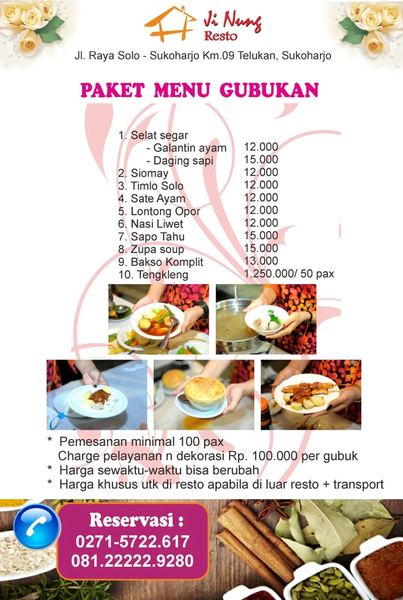 Ji Nung
Resto
Jl. Raya Solo - Sukoharjo Km.09 Telukan, Sukoharjo
PAKET MENU GUBUKAN
1. Selat segar
- Galantin ayam 12.000
- Daging sapi 15.000
2. Siomay 12.000
3. Timlo Solo 12.000
4. Sate Ayam 12.000
5. Lontong Opor 12.000
6. Nasi Liwet 12.000
7. Sapo Tahu 15.000
8. Zupa soup 15.000
9. Bakso Komplit 13.000
10. Tengkleng 1.250.000/ 50 pax
* Pemesanan minimal 100 pax
Charge pelayanan n dekorasi Rp. 100.000 per gubuk
* Harga sewaktu-waktu bisa berubah
* Harga khusus utk di resto apabila di luar resto + transport
Reservasi :
0271-5722.617
081.22222.9280